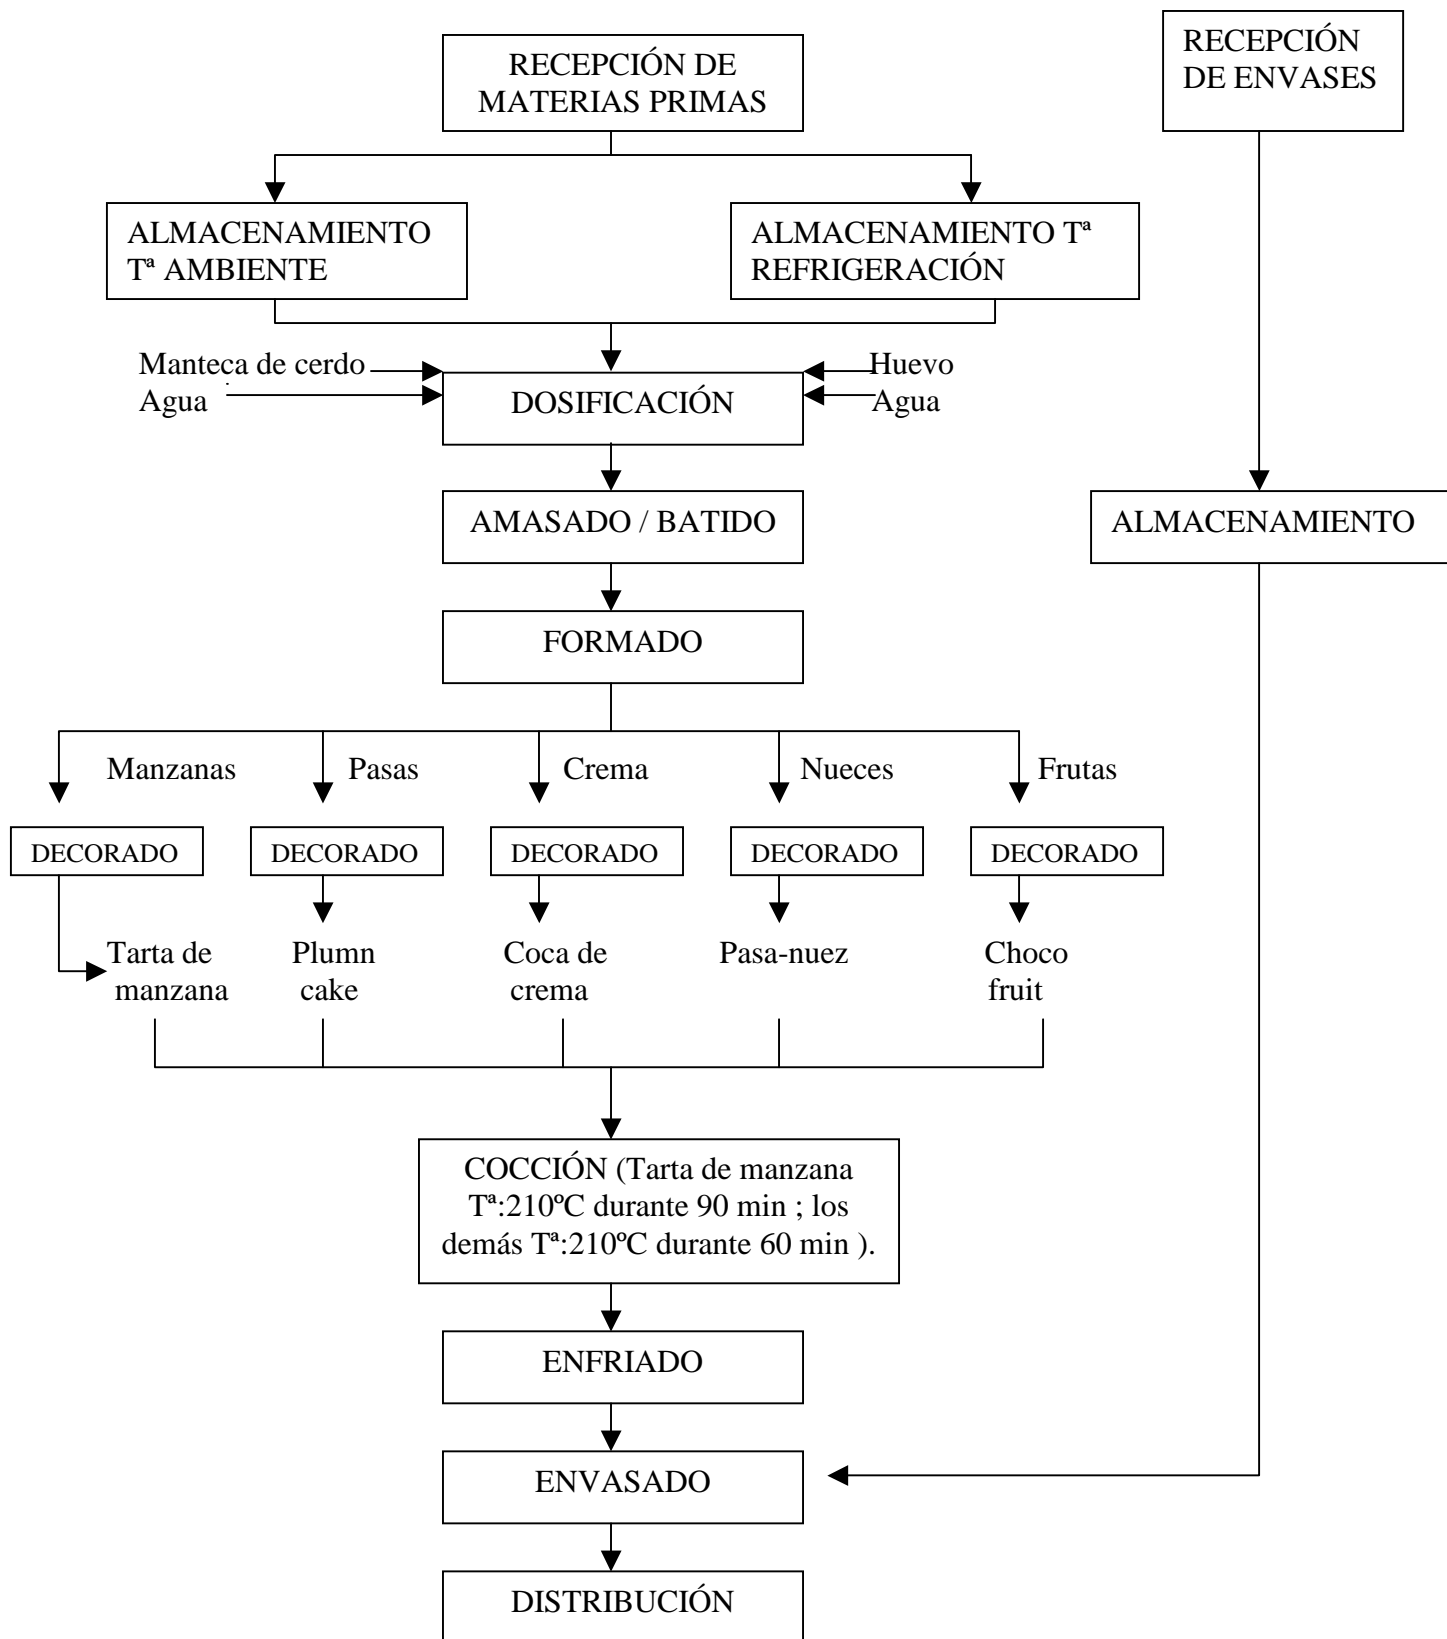 RECEPCIÓN DE
MATERIAS PRIMAS
RECEPCIÓN
DE ENVASES
ALMACENAMIENTO
Tª AMBIENTE
ALMACENAMIENTO Tª
REFRIGERACIÓN
Manteca de cerdo
Agua
Huevo
Agua
DOSIFICACIÓN
AMASADO / BATIDO
ALMACENAMIENTO
FORMADO
Manzanas
Pasas
Crema
Nueces
Frutas
DECORADO
DECORADO
DECORADO
DECORADO
DECORADO
Tarta de
manzana
Plumn
cake
Coca de
crema
Pasa-nuez
Choco
fruit
COCCIÓN (Tarta de manzana
Tª:210ºC durante 90 min ; los
demás Tª:210ºC durante 60 min ).
ENFRIADO
ENVASADO
DISTRIBUCIÓN